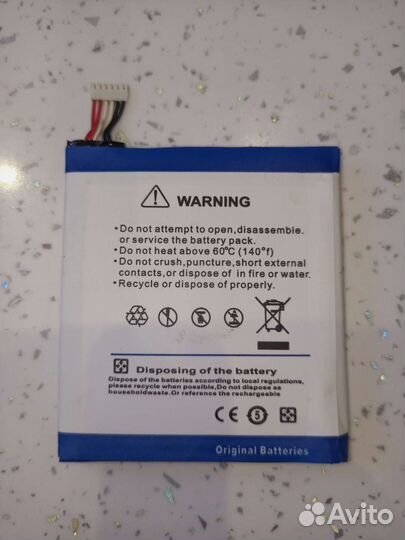 WARNING
•Do not attempt to open,disassemble.
or service the battery pack.
•Do not heat above 60℃ (140°f)
•Do not crush,puncture,short external
contacts,or dispose of in fire or water.
•Recycle or dispose of properly.
Disposing of the battery
Dispose of the batteries according to local regulations
(recycling when possible),Do not dispose as
householdwaste.Or reference the rechargeable
CE 5
Original Batteries
Avito